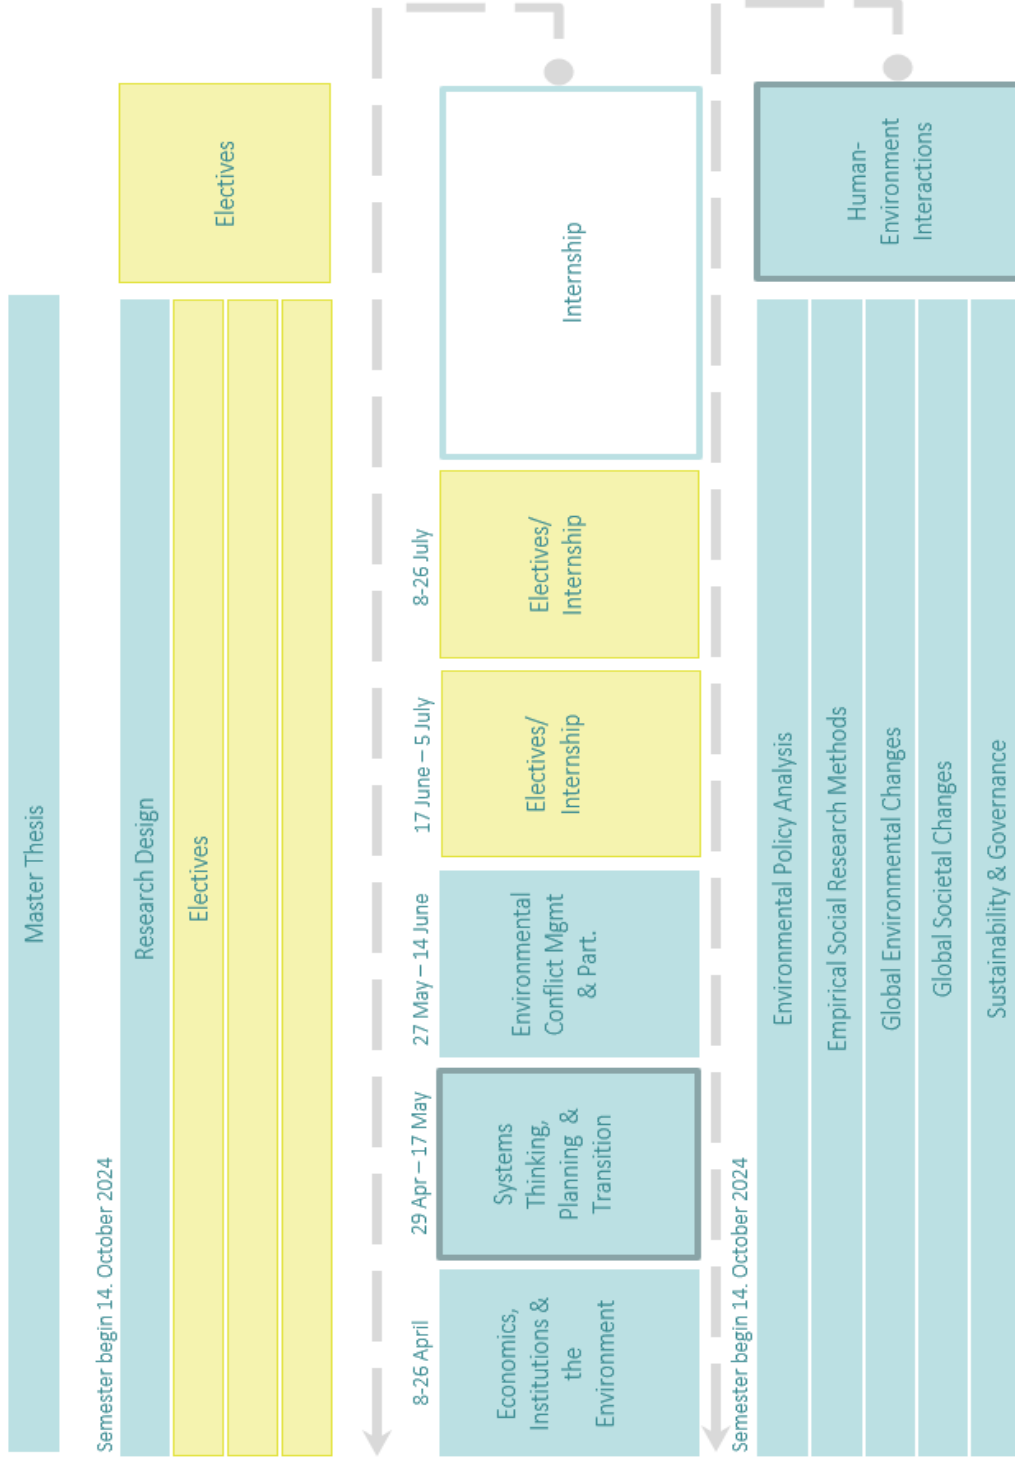 Master Thesis
Semester begin 14. October 2024
Research Design
Electives
Electives
8-26 April
29 Apr – 17 May
27 May – 14 June
17 June – 5 July
8-26 July
Economics,
Institutions &
the
Environment
Systems
Thinking,
Planning &
Transition
Environmental
Conflict Mgmt
& Part.
Electives/
Internship
Electives/
Internship
Internship
Semester begin 14. October 2024
Environmental Policy Analysis
Empirical Social Research Methods
Global Environmental Changes
Global Societal Changes
Sustainability & Governance
Human-
Environment
Interactions